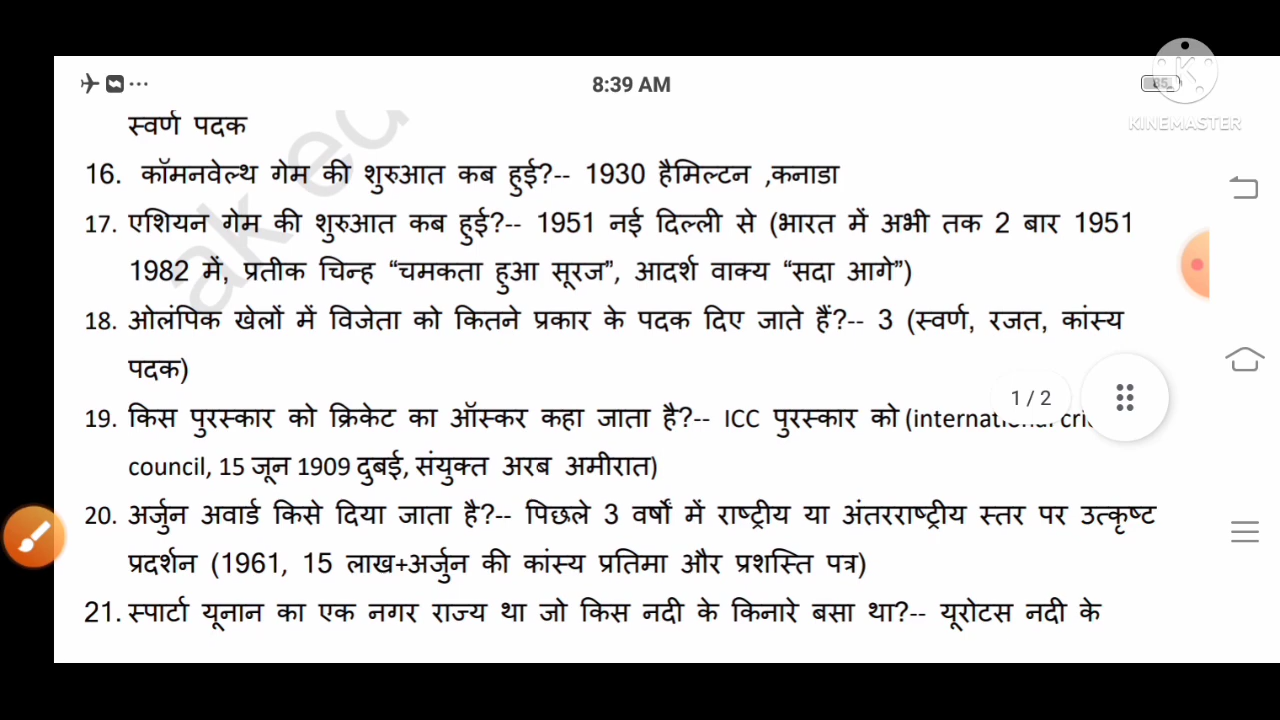 8:39 AM
85
KINEMASTER
स्वर्ण पदक
ak ed
16. कॉमनवेल्थ गेम की शुरुआत कब हुई?-- 1930 हैमिल्टन ,कनाडा
17. एशियन गेम की शुरुआत कब हुई?-- 1951 नई दिल्ली से (भारत में अभी तक 2 बार 1951
1982 में, प्रतीक चिन्ह “चमकता हुआ सूरज”, आदर्श वाक्य “सदा आगे”)
18. ओलंपिक खेलों में विजेता को कितने प्रकार के पदक दिए जाते हैं?-- 3 (स्वर्ण, रजत, कांस्य
पदक)
1 / 2
19. किस पुरस्कार को क्रिकेट का ऑस्कर कहा जाता है?-- ICC पुरस्कार को (international
council, 15 जून 1909 दुबई, संयुक्त अरब अमीरात)
20. अर्जुन अवार्ड किसे दिया जाता है?-- पिछले 3 वर्षों में राष्ट्रीय या अंतरराष्ट्रीय स्तर पर उत्कृष्ट
प्रदर्शन (1961, 15 लाख+अर्जुन की कांस्य प्रतिमा और प्रशस्ति पत्र)
21. स्पार्टा यूनान का एक नगर राज्य था जो किस नदी के किनारे बसा था?-- यूरोटस नदी के